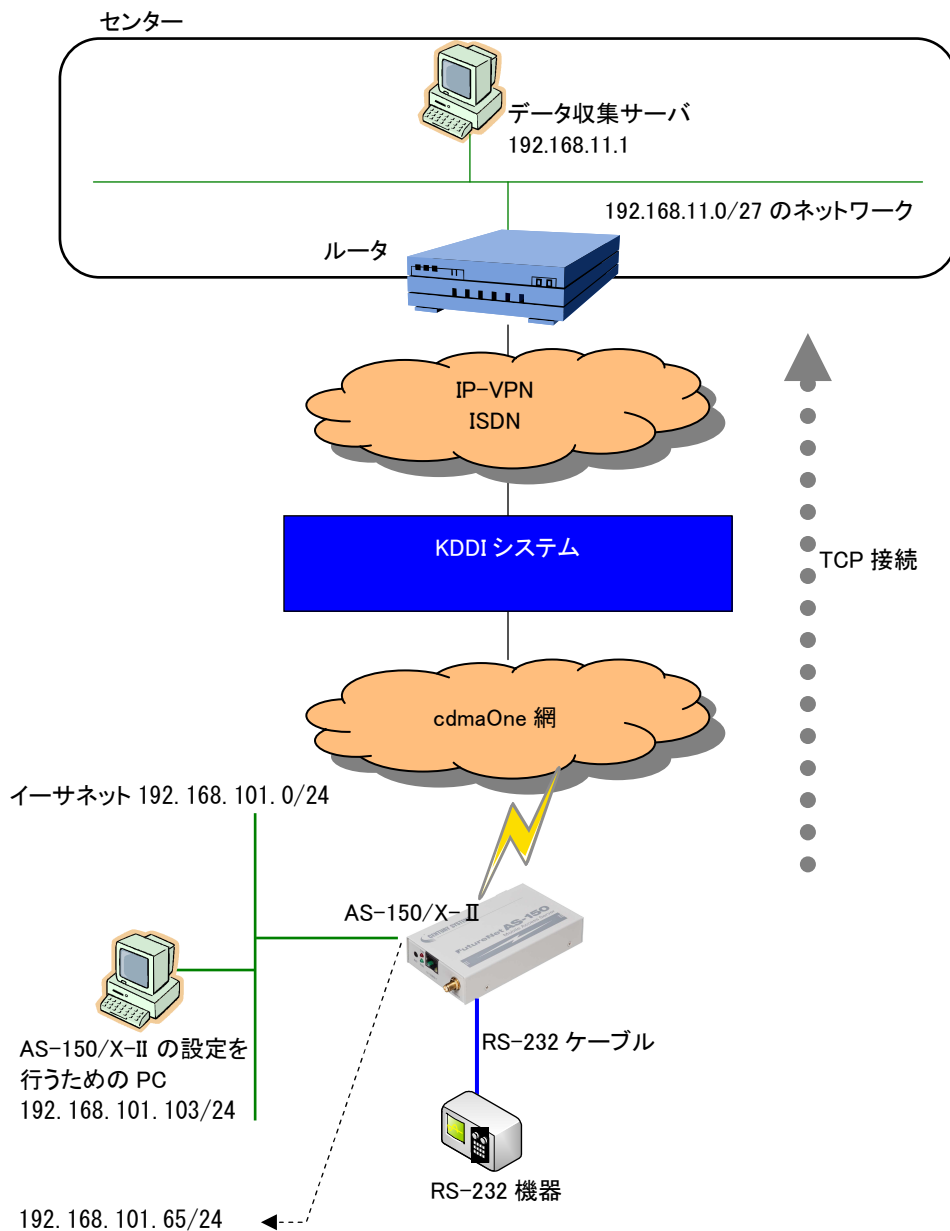 センター
データ収集サーバ
192.168.11.1
192.168.11.0/27 のネットワーク
ルータ
IP-VPN
ISDN
KDDI システム
TCP 接続
cdmaOne 網
イーサネット 192.168.101.0/24
AS-150/X-Ⅱ
FutureNet AS-150
AS-150/X-II の設定を
行うための PC
192.168.101.103/24
RS-232 ケーブル
RS-232 機器
192.168.101.65/24